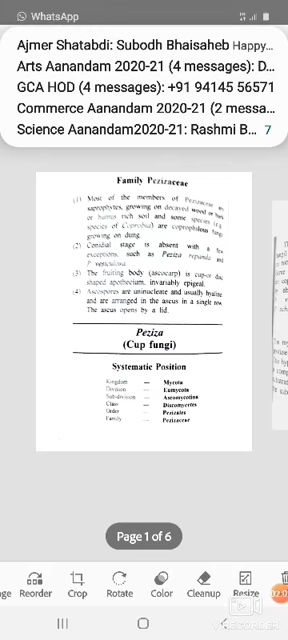 WhatsApp
Ajmer Shatabdi: Subodh Bhaisaheb Happy...
Arts Aanandam 2020-21 (4 messages): D...
GCA HOD (4 messages): +91 94145 56571
Commerce Aanandam 2020-21 (2 messa...
Science Aanandam2020-21: Rashmi B... 7
Family Pezizaceae
(1) Most of the members of Pezizaceae are
saprophytes, growing on decayed wood or
or humus rich soil and some species (e.g.
species of Coprobia) are coprophilous fungi
growing on dung.
(2) Conidial stage is absent with a few
exceptions, such as Peziza repanda and
P. vesiculosa
(3) The fruiting body (ascocarp) is cup-or disc
shaped apothecium, invariably epigeal.
(4) Ascospores are uninucleate and usually hyaline
and are arranged in the ascus in a single row.
The ascus opens by a lid.
Peziza
(Cup fungi)
Systematic Position
Kingdom — Mycota
Division — Eumycota
Subdivision — Ascomycotina
Class — Discomycetes
Order — Pezizales
Family — Pezizaceae
Page 1 of 6
Reorder Crop Rotate Color Cleanup Resize